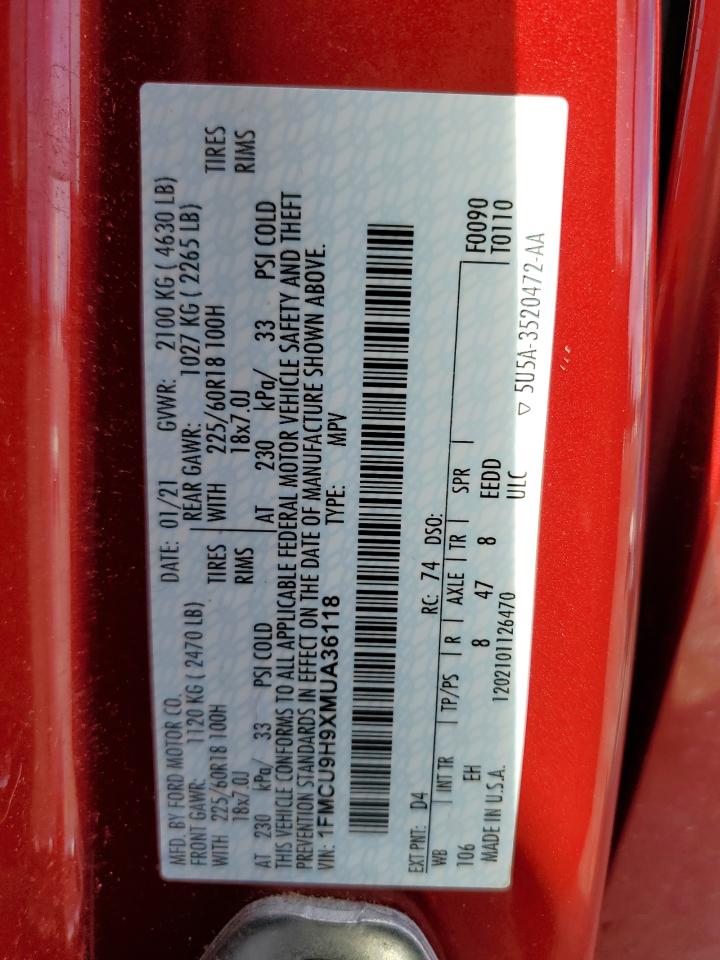 MFD. BY FORD MOTOR CO. DATE: 01/21 GVWR: 2100 KG ( 4630 LB)
FRONT GAWR: 1120 KG ( 2470 LB) REAR GAWR: 1027 KG ( 2265 LB)
WITH 225/60R18 100H TIRES WITH 225/60R18 100H TIRES
18x7.0J RIMS 18x7.0J RIMS
AT 230 kPa/ 33 PSI COLD AT 230 kPa/ 33 PSI COLD
THIS VEHICLE CONFORMS TO ALL APPLICABLE FEDERAL MOTOR VEHICLE SAFETY AND THEFT
PREVENTION STANDARDS IN EFFECT ON THE DATE OF MANUFACTURE SHOWN ABOVE.
VIN: 1FMCU9H9XMUA36118 TYPE: MPV
EXT PNT: D4 RC: 74 DSO:
WB INT TR TP/PS R AXLE TR SPR F0090
106 EH 8 47 8 EEDD T0110
MADE IN U.S.A. 1202101126470 ULC
▽ 5U5A-3520472-AA